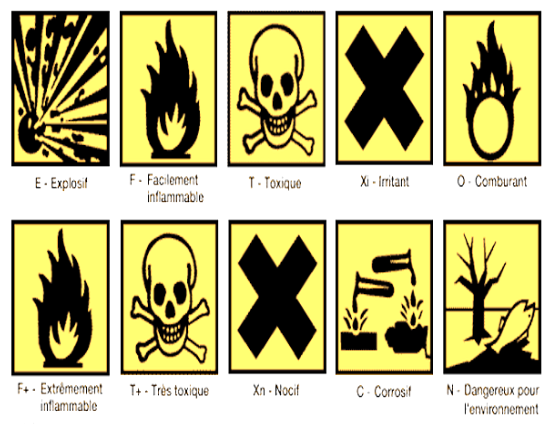 E - Explosif
F - Facilement
inflammable
T - Toxique
Xi - Irritant
O - Comburant
F+ - Extrêmement
inflammable
T+ - Très toxique
Xn - Nocif
C - Corrosif
N - Dangereux pour
l'environnement